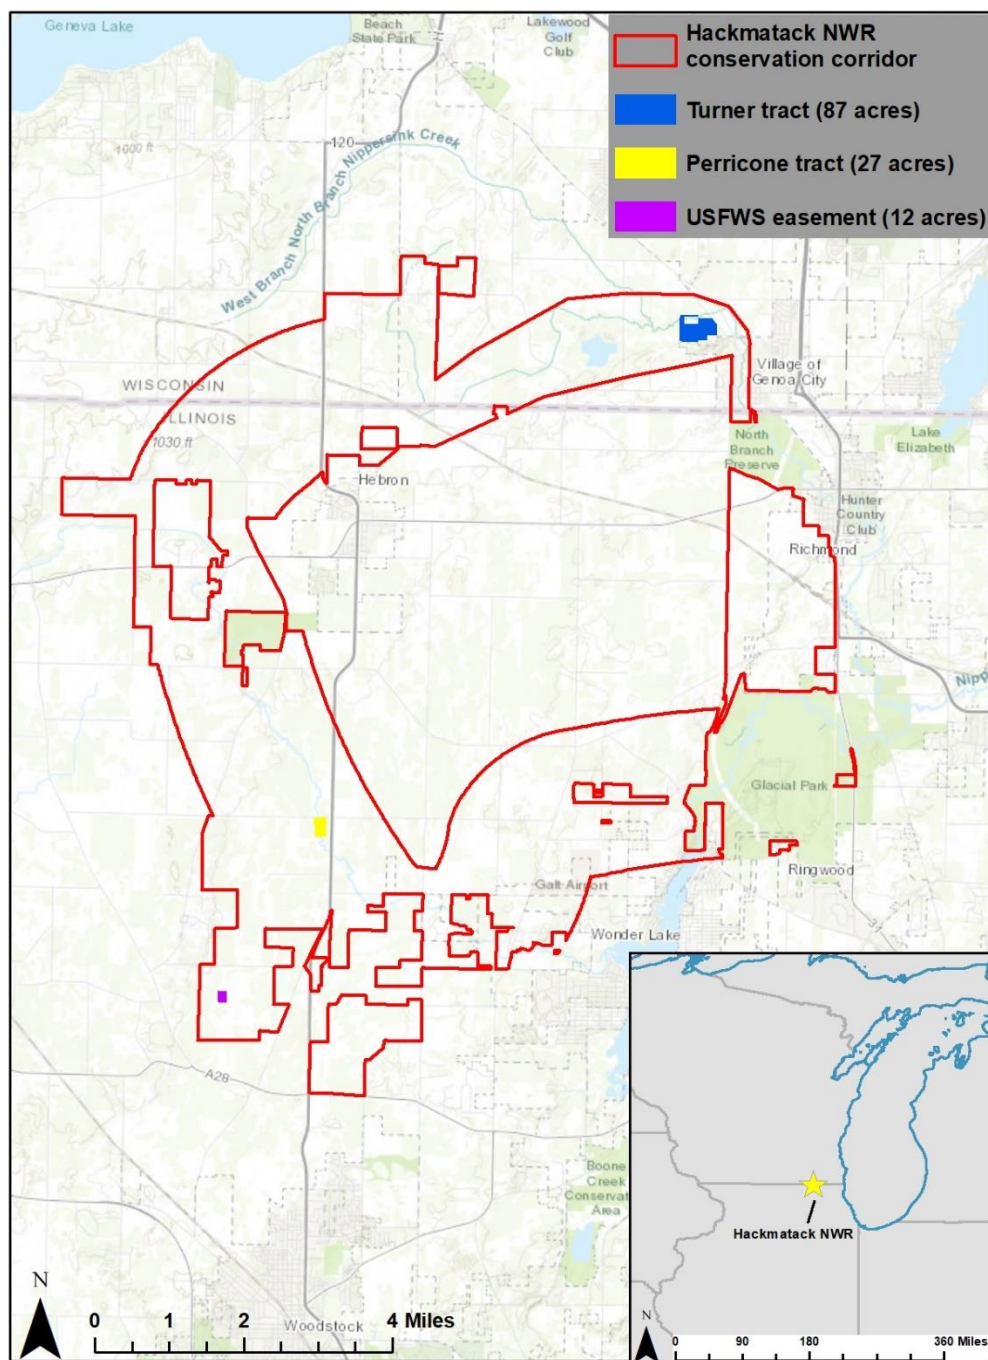 Geneva Lake
Beach
State Park
Lakewood
Golf
Club
Hackmatack NWR
conservation corridor
Turner tract (87 acres)
Perricone tract (27 acres)
USFWS easement (12 acres)
1000 ft
120
West Branch North Branch Nippersink Creek
Village of
Genoa City
WISCONSIN
ILLINOIS
1030 ft
North
Branch
Preserve
Lake
Elizabeth
Hebron
Hunter
Country
Club
Richmond
Nipp
Glacial Park
Ringwood
Galt Airport
31
Wonder Lake
A28
Boone
Creek
Conservat
Area
Hackmatack NWR
N
0 1 2 4 Miles
Woodstock
N
0 90 180 360 Miles